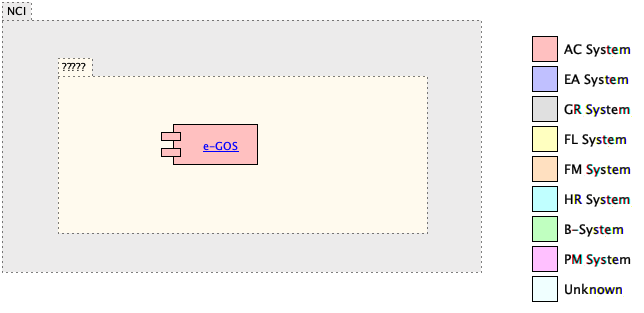 NCI
?????
e-GOS
AC System
EA System
GR System
FL System
FM System
HR System
B-System
PM System
Unknown